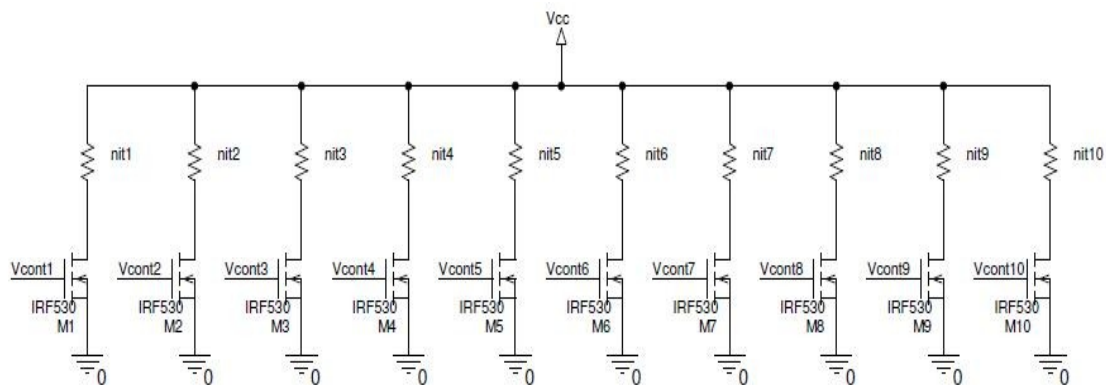 Vcc
nit1 nit2 nit3 nit4 nit5 nit6 nit7 nit8 nit9 nit10
Vcont1 Vcont2 Vcont3 Vcont4 Vcont5 Vcont6 Vcont7 Vcont8 Vcont9 Vcont10
IRF530 IRF530 IRF530 IRF530 IRF530 IRF530 IRF530 IRF530 IRF530 IRF530
M1 M2 M3 M4 M5 M6 M7 M8 M9 M10
0 0 0 0 0 0 0 0 0 0